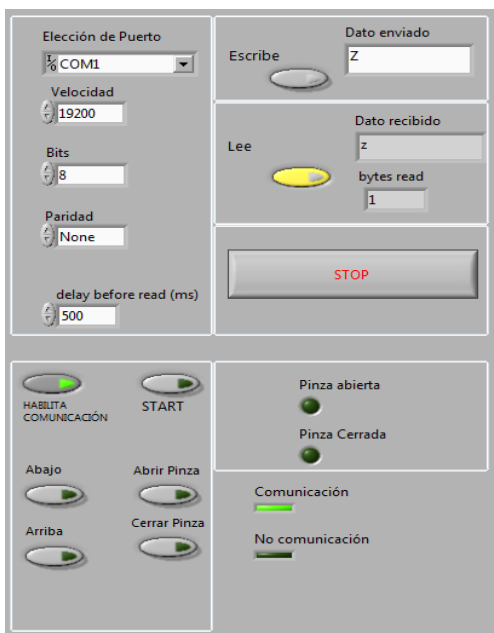 Elección de Puerto
COM1
Velocidad
19200
Bits
8
Paridad
None
delay before read (ms)
500
Escribe
Dato enviado
Z
Lee
Dato recibido
z
bytes read
1
STOP
HABILITA
COMUNICACIÓN
START
Abajo
Abrir Pinza
Arriba
Cerrar Pinza
Pinza abierta
Pinza Cerrada
Comunicación
No comunicación